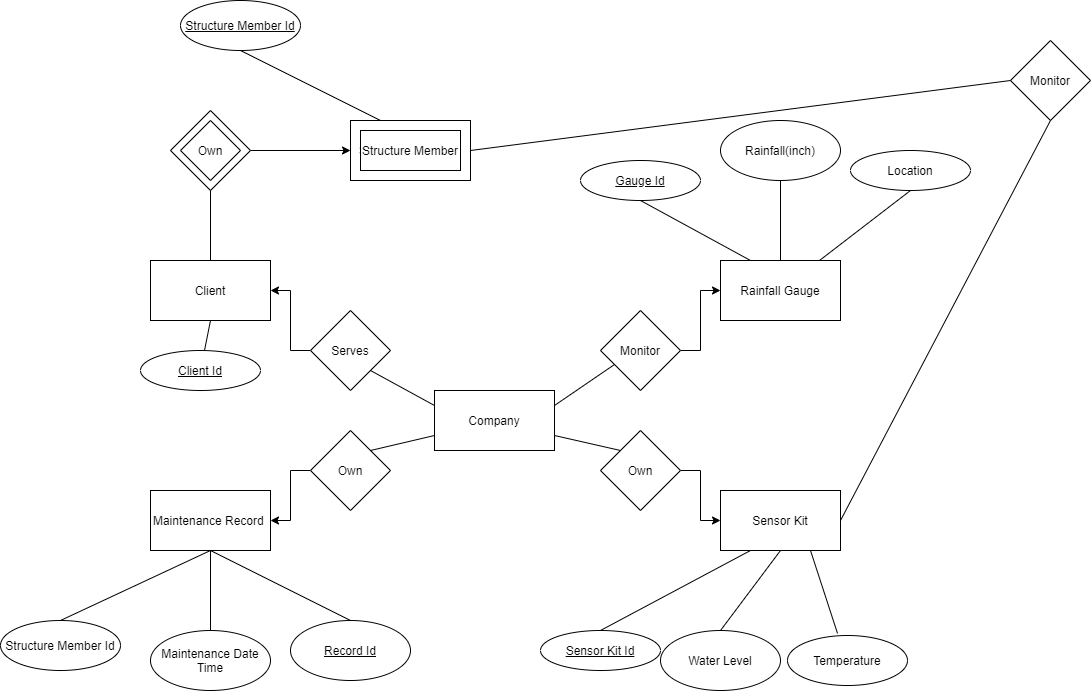 Structure Member Id
Monitor
Own
Structure Member
Rainfall(inch)
Gauge Id
Location
Client
Rainfall Gauge
Serves
Monitor
Client Id
Company
Own
Own
Maintenance Record
Sensor Kit
Structure Member Id
Maintenance Date
Time
Record Id
Sensor Kit Id
Water Level
Temperature